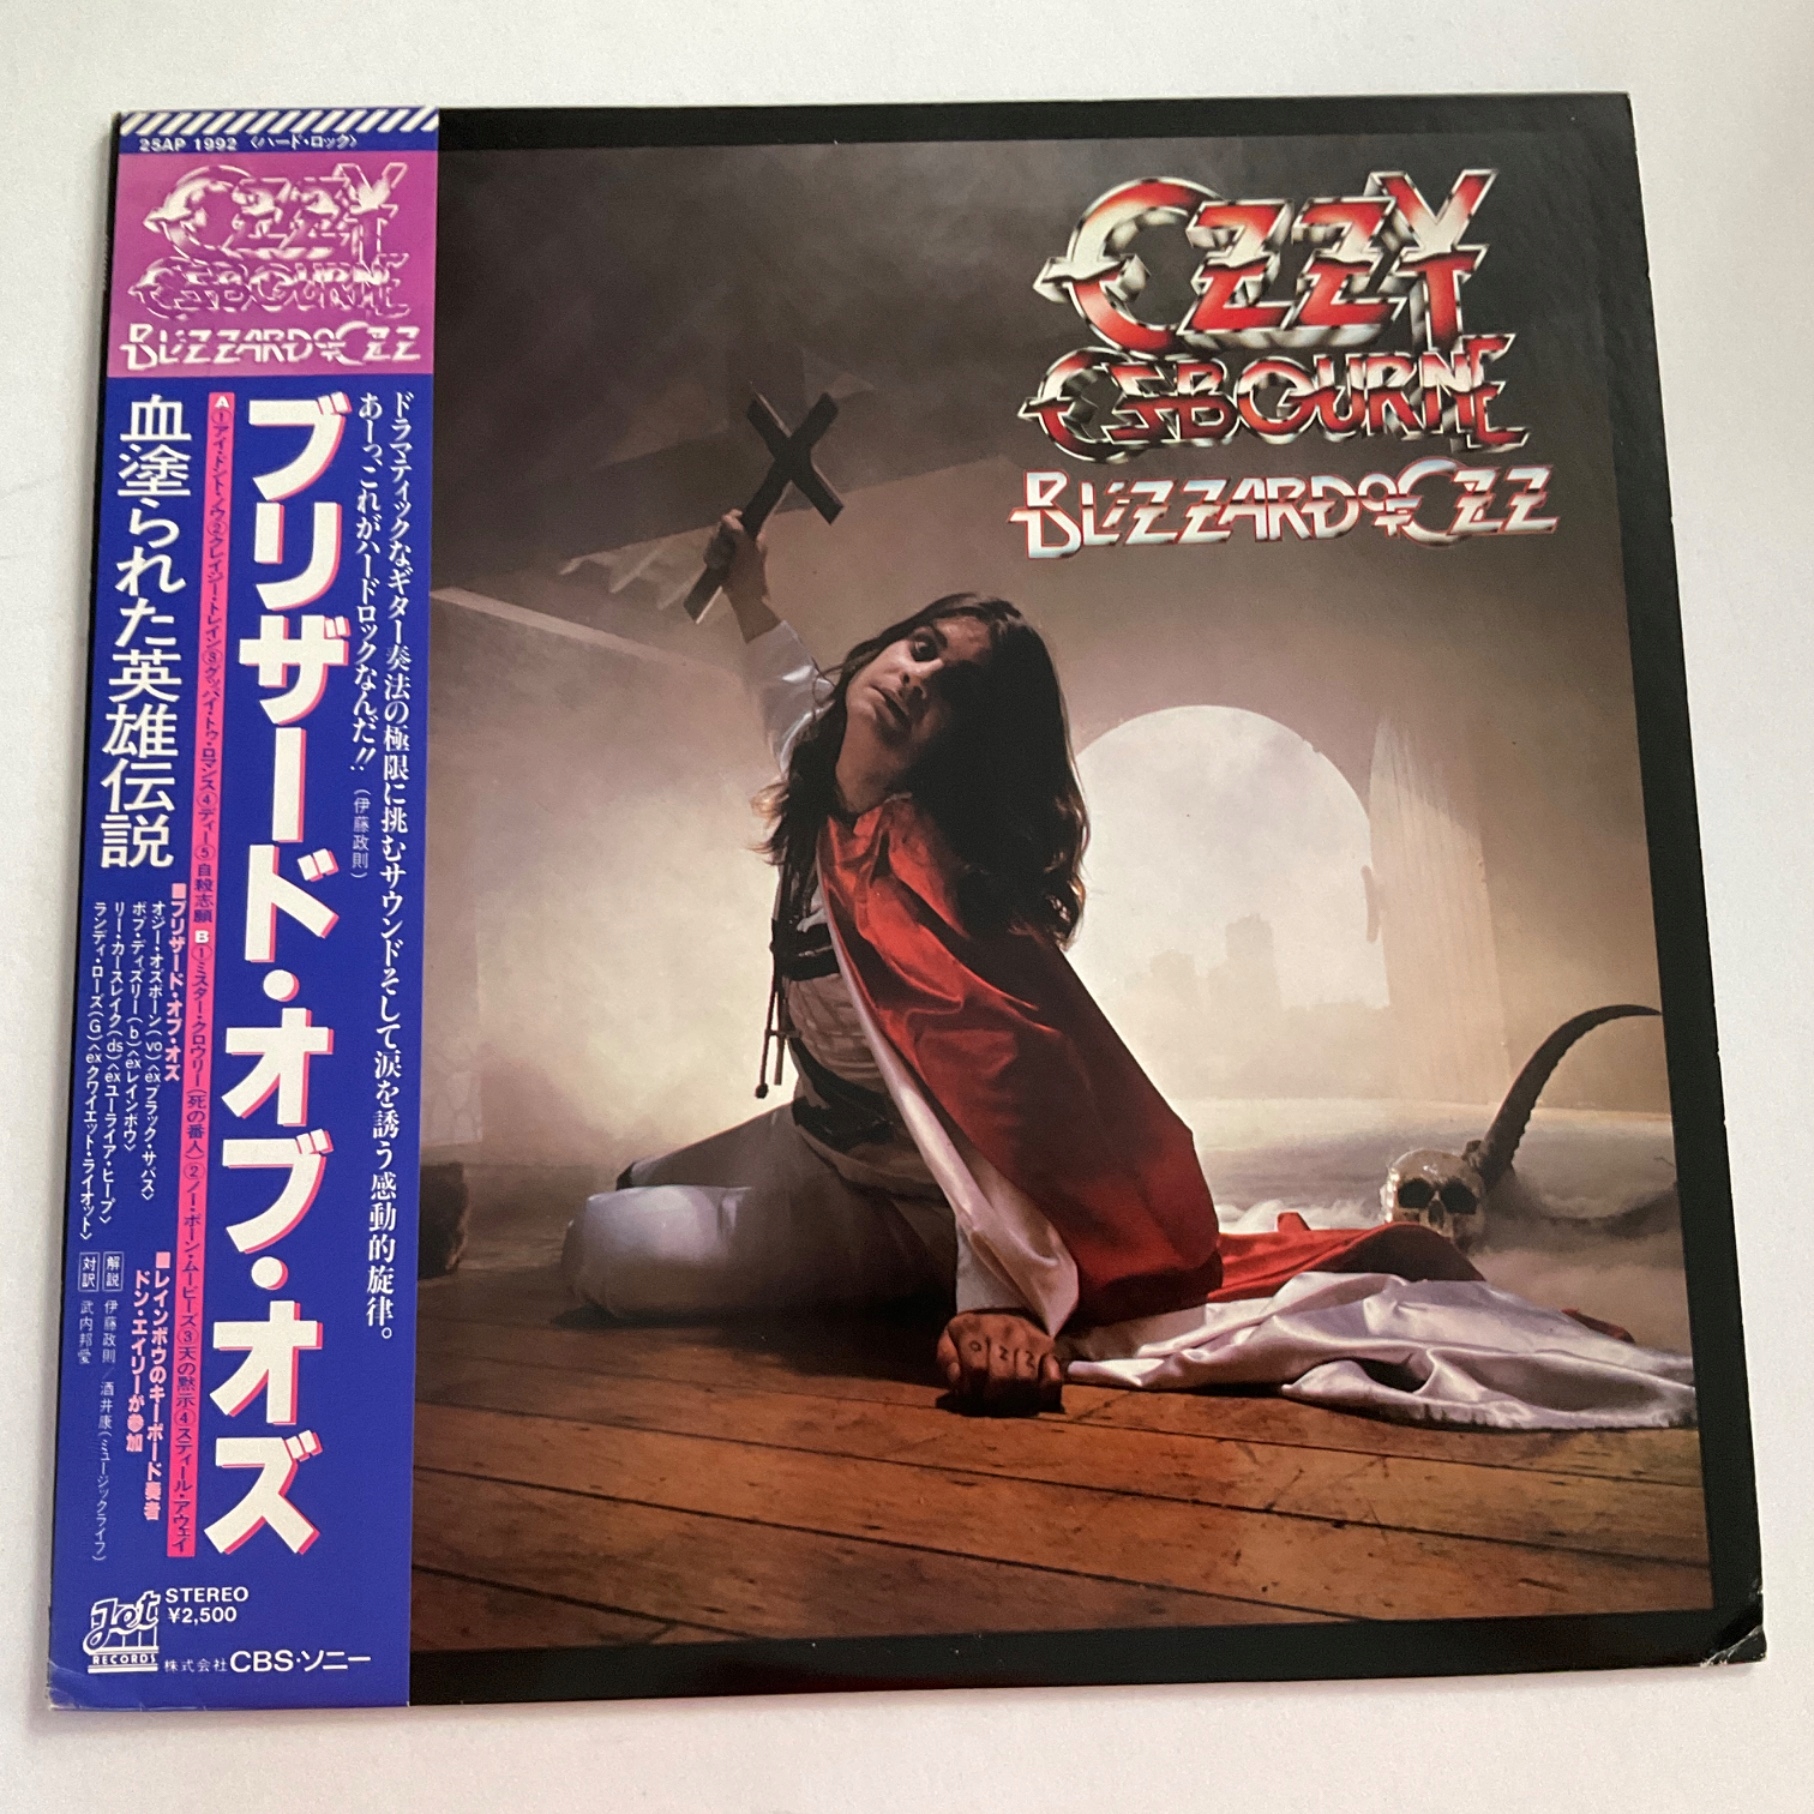 25AP 1992 〈ハード・ロック〉
OZZY
OSBOURNE
BLIZZARD OF OZZ
ドラマティックなギター奏法の極限に挑むサウンドそして涙を誘う感動的旋律。
あーっ、これがハードロックなんだ!!(伊藤政則)
ブリザード・オブ・オズ
A①アイ・ドント・ノウ②クレイジー・トレイン③グッバイ・トゥ・ロマンス④ディー⑤自殺志願 B①ミスター・クロウリー(死の番人)②ノー・ボーン・ムービーズ③天の黙示④スティール・アウェイ
血塗られた英雄伝説
■ブリザード・オブ・オズ
オジー・オズボーン(vo)〈exブラック・サバス〉
ボブ・ディズリー(b)〈exレインボウ〉
リー・カースレイク(ds)〈exユーライア・ヒープ〉
ランディ・ローズ(G)〈exクワイエット・ライオット〉
■レインボウのキーボード奏者
ドン・エイリーが参加
解説 伊藤政則/酒井康(ミュージックライフ)
対訳 武内邦愛
Jet
RECORDS
STEREO
¥2,500
株式会社CBS・ソニー
OZZY
OSBOURNE
BLIZZARD OF OZZ
OZZ